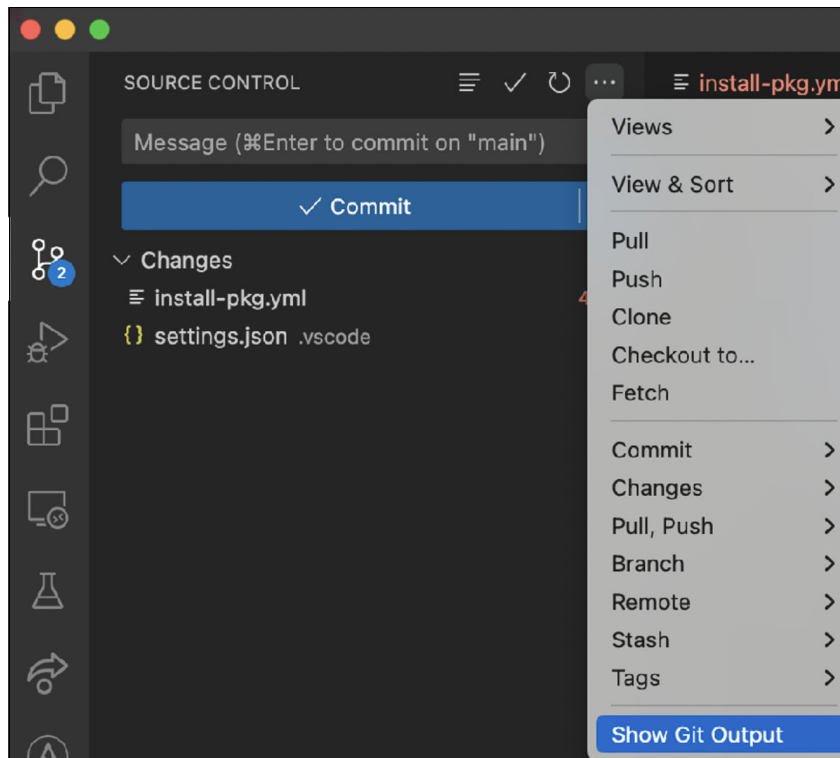 SOURCE CONTROL
install-pkg.ym
Message (⌘Enter to commit on "main")
Commit
2
Changes
install-pkg.yml 4
{} settings.json .vscode
Views
View & Sort
Pull
Push
Clone
Checkout to...
Fetch
Commit
Changes
Pull, Push
Branch
Remote
Stash
Tags
Show Git Output